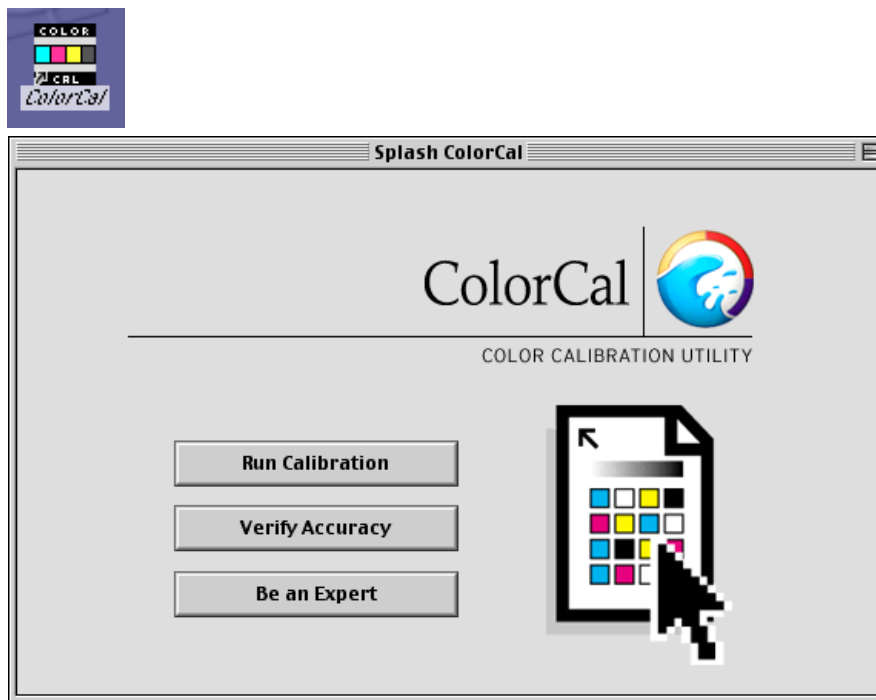 COLOR
CAL
ColorCal
Splash ColorCal
ColorCal
COLOR CALIBRATION UTILITY
Run Calibration
Verify Accuracy
Be an Expert